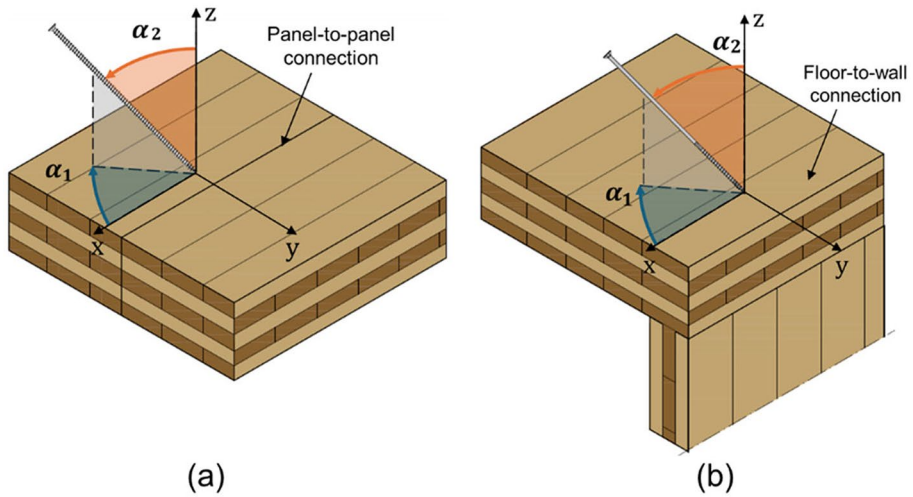 z
α₂
Panel-to-panel
connection
α₁
x
y
(a)
z
α₂
Floor-to-wall
connection
α₁
x
y
(b)